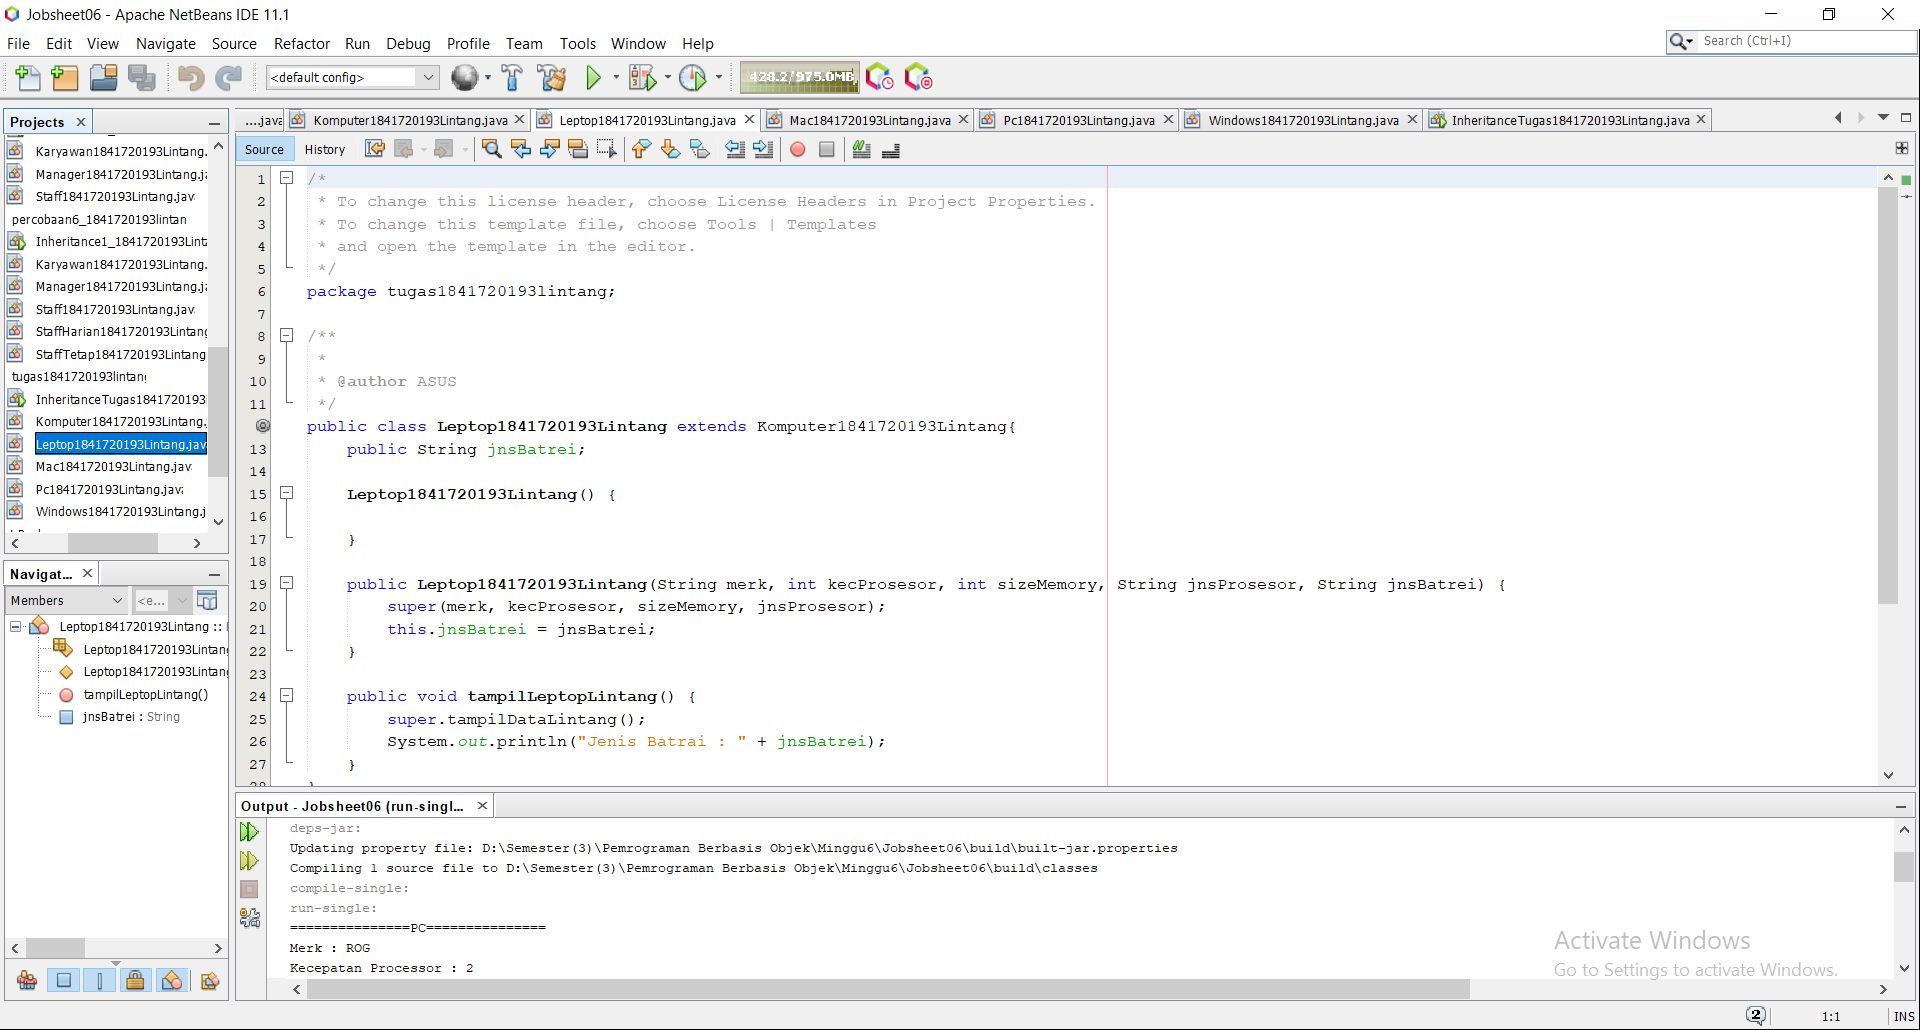 Jobsheet06 - Apache NetBeans IDE 11.1
File Edit View Navigate Source Refactor Run Debug Profile Team Tools Window Help
Search (Ctrl+I)
<default config>
428.2/975.0MB
Projects
...java Komputer1841720193Lintang.java Leptop1841720193Lintang.java Mac1841720193Lintang.java Pc1841720193Lintang.java Windows1841720193Lintang.java InheritanceTugas1841720193Lintang.java
Source History
Karyawan1841720193Lintang.
Manager1841720193Lintang.ja
Staff1841720193Lintang.jav
percobaan6_1841720193lintan
Inheritance1_1841720193Lint
Karyawan1841720193Lintang.
Manager1841720193Lintang.ja
Staff1841720193Lintang.jav
StaffHarian1841720193Lintang
StaffTetap1841720193Lintang
tugas1841720193lintang
InheritanceTugas1841720193
Komputer1841720193Lintang.
Leptop1841720193Lintang.jav
Mac1841720193Lintang.jav
Pc1841720193Lintang.java
Windows1841720193Lintang.j
Navigat...
Members <e...
Leptop1841720193Lintang ::
Leptop1841720193Lintang
Leptop1841720193Lintang
tampilLeptopLintang()
jnsBatrei : String
1 /*
2 * To change this license header, choose License Headers in Project Properties.
3 * To change this template file, choose Tools | Templates
4 * and open the template in the editor.
5 */
6 package tugas1841720193lintang;
7
8 /**
9 *
10 * @author ASUS
11 */
public class Leptop1841720193Lintang extends Komputer1841720193Lintang{
13 public String jnsBatrei;
14
15 Leptop1841720193Lintang() {
16
17 }
18
19 public Leptop1841720193Lintang(String merk, int kecProsesor, int sizeMemory, String jnsProsesor, String jnsBatrei) {
20 super(merk, kecProsesor, sizeMemory, jnsProsesor);
21 this.jnsBatrei = jnsBatrei;
22 }
23
24 public void tampilLeptopLintang() {
25 super.tampilDataLintang();
26 System.out.println("Jenis Batrai : " + jnsBatrei);
27 }
28 }
Output - Jobsheet06 (run-singl...
deps-jar:
Updating property file: D:\Semester(3)\Pemrograman Berbasis Objek\Minggu6\Jobsheet06\build\built-jar.properties
Compiling 1 source file to D:\Semester(3)\Pemrograman Berbasis Objek\Minggu6\Jobsheet06\build\classes
compile-single:
run-single:
===============PC===============
Merk : ROG
Kecepatan Processor : 2
Activate Windows
Go to Settings to activate Windows.
2 1:1 INS